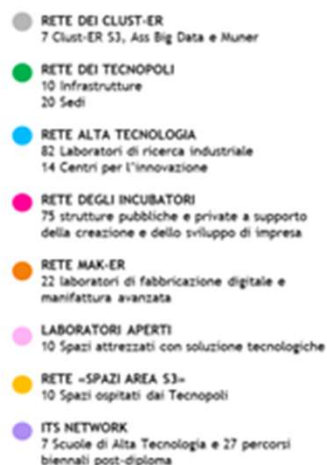 RETE DEI CLUST-ER
7 Clust-ER S3, Ass Big Data e Muner
RETE DEI TECNOPOLI
10 Infrastrutture
20 Sedi
RETE ALTA TECNOLOGIA
82 Laboratori di ricerca industriale
14 Centri per l'innovazione
RETE DEGLI INCUBATORI
75 strutture pubbliche e private a supporto
della creazione e dello sviluppo di impresa
RETE MAK-ER
22 laboratori di fabbricazione digitale e
manifattura avanzata
LABORATORI APERTI
10 Spazi attrezzati con soluzione tecnologiche
RETE «SPAZI AREA S3»
10 Spazi ospitati dai Tecnopoli
ITS NETWORK
7 Scuole di Alta Tecnologia e 27 percorsi
biennali post-diploma